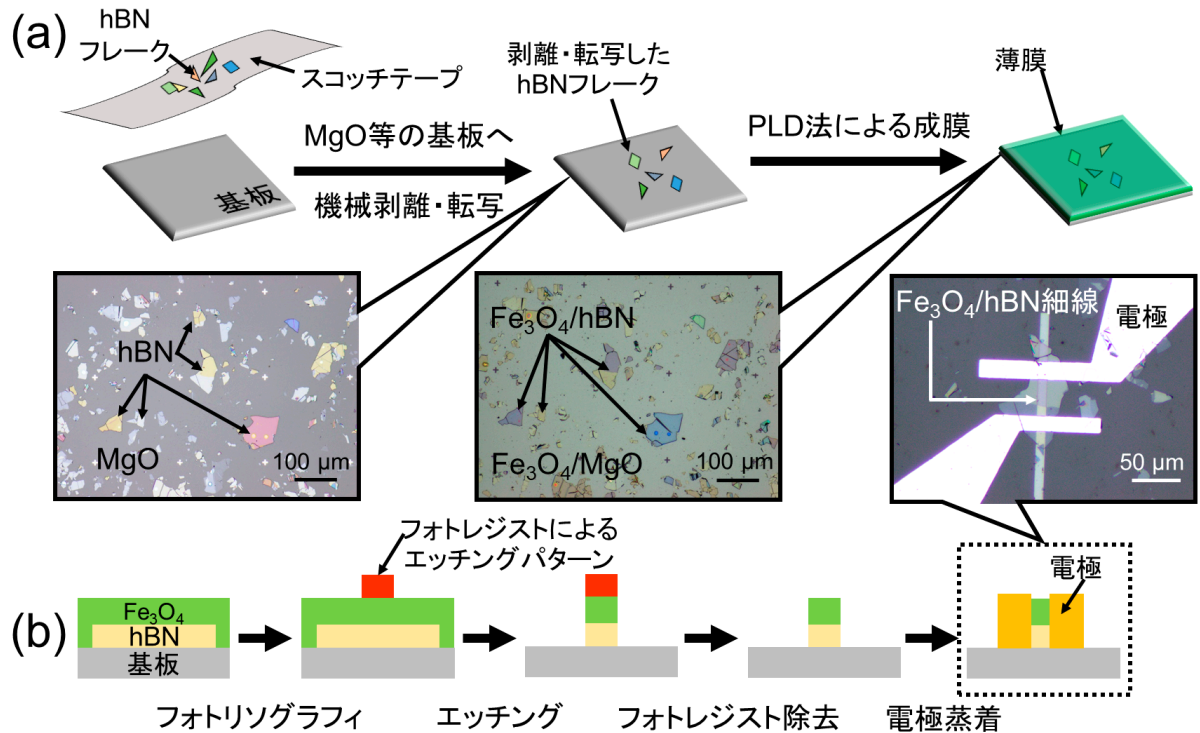 (a)
hBN
フレーク
スコッチテープ
基板
MgO等の基板へ
機械剥離・転写
剥離・転写した
hBNフレーク
PLD法による成膜
薄膜
hBN
MgO
100 μm
Fe₃O₄/hBN
Fe₃O₄/MgO
100 μm
Fe₃O₄/hBN細線
電極
50 μm
(b)
Fe₃O₄
hBN
基板
フォトレジストによる
エッチングパターン
電極
フォトリソグラフィ
エッチング
フォトレジスト除去
電極蒸着